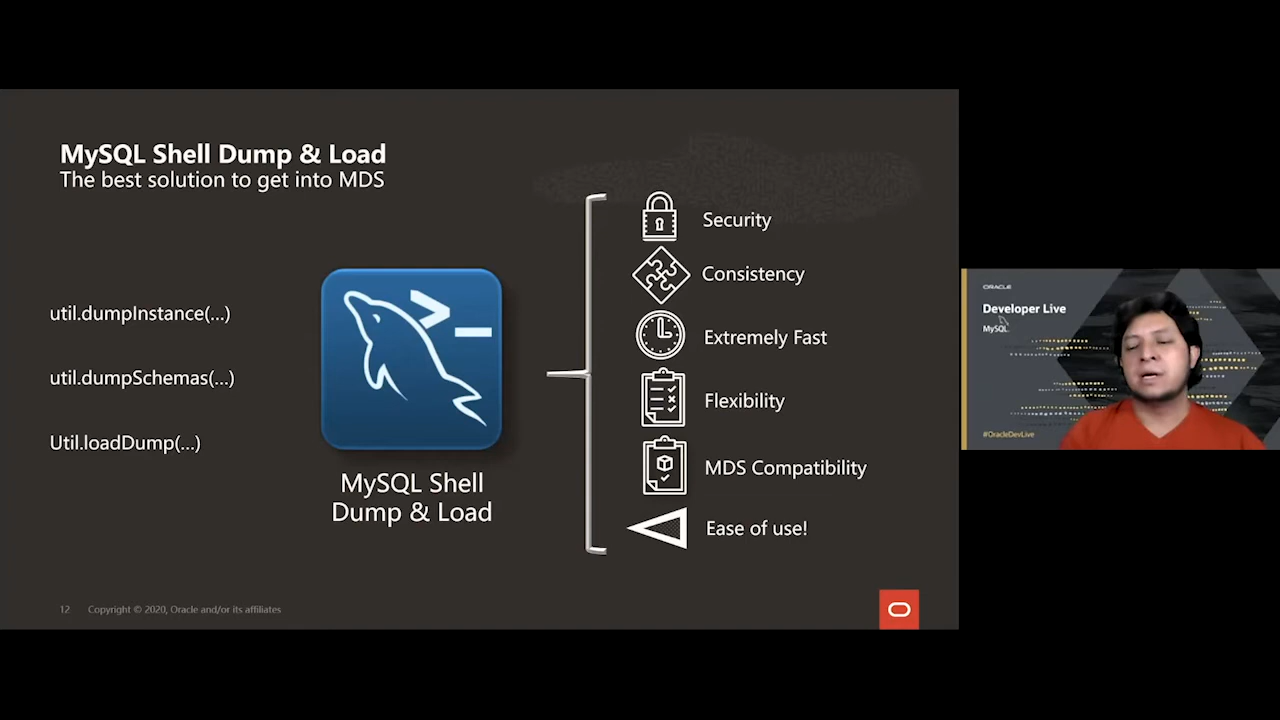 MySQL Shell Dump & Load
The best solution to get into MDS
util.dumpInstance(...)
util.dumpSchemas(...)
Util.loadDump(...)
MySQL Shell
Dump & Load
Security
Consistency
Extremely Fast
Flexibility
MDS Compatibility
Ease of use!
12 Copyright © 2020, Oracle and/or its affiliates
ORACLE
Developer Live
MySQL
#OracleDevLive